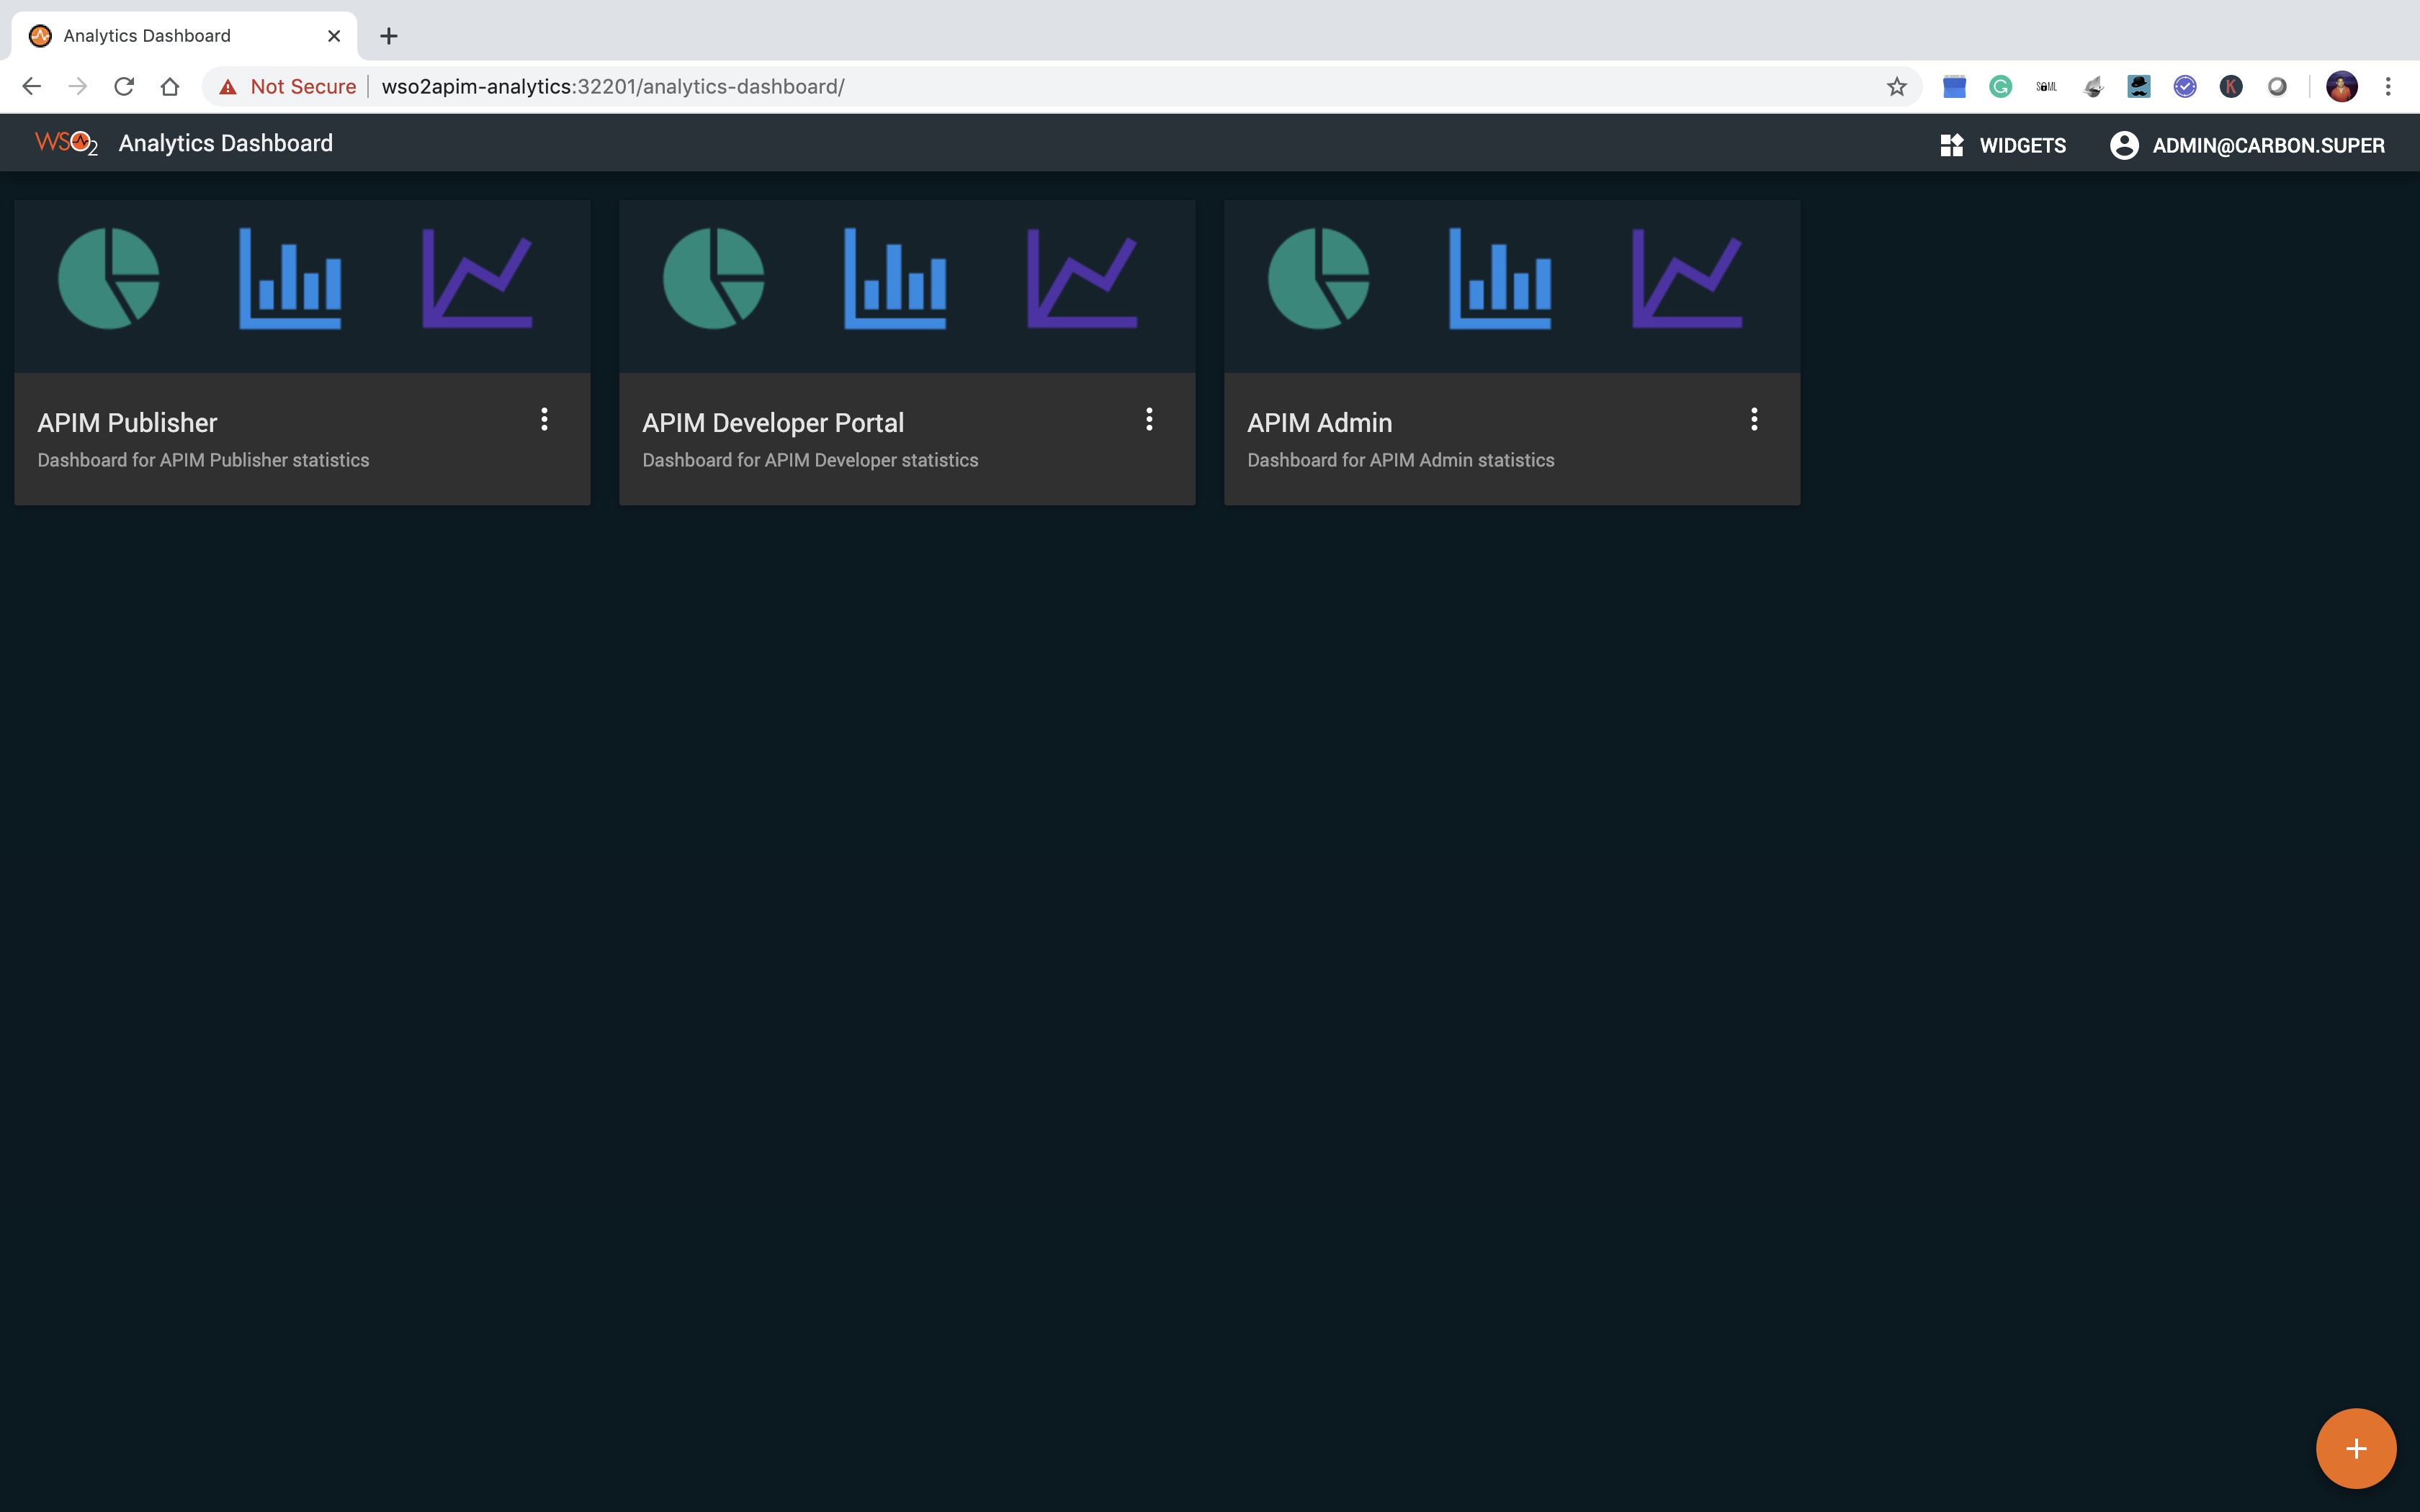 Analytics Dashboard
Not Secure wso2apim-analytics:32201/analytics-dashboard/
SAML
K
WSO2 Analytics Dashboard
WIDGETS
ADMIN@CARBON.SUPER
APIM Publisher
Dashboard for APIM Publisher statistics
APIM Developer Portal
Dashboard for APIM Developer statistics
APIM Admin
Dashboard for APIM Admin statistics